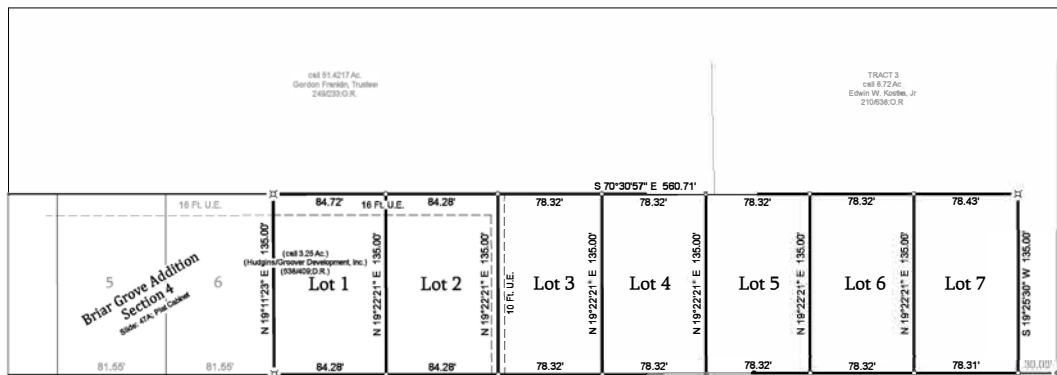 call 51.4217 Ac.
Gordon Franklin, Trustee
249/233;O.R.
TRACT 3
call 8.72 Ac
Edwin W. Kostes, Jr
210/638;O.R
S 70°30'57" E 560.71'
16 Ft. U.E.
84.72'
16 Ft. U.E.
84.28'
78.32'
78.32'
78.32'
78.32'
78.43'
5
6
Briar Grove Addition
Section 4
Slide: 47A; Plat Cabinet
N 19°11'23" E 135.00'
(call 3.25 Ac.)
(Hudgins/Groover Development, Inc.)
(538/409;D.R.)
Lot 1
Lot 2
N 19°22'21" E 135.00'
N 19°22'21" E 135.00'
10 Ft. U.E.
Lot 3
N 19°22'21" E 135.00'
Lot 4
N 19°22'21" E 135.00'
Lot 5
N 19°22'21" E 135.00'
Lot 6
N 19°22'21" E 135.00'
Lot 7
S 19°25'30" W 135.00'
81.55'
81.55'
84.28'
84.28'
78.32'
78.32'
78.32'
78.32'
78.31'
30.00'